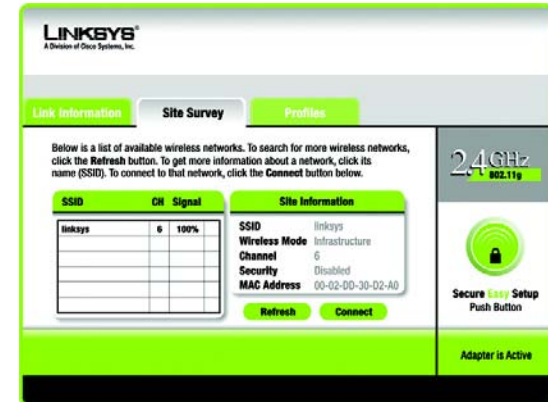 LINKSYS®
A Division of Cisco Systems, Inc.
Link Information Site Survey Profiles
Below is a list of available wireless networks. To search for more wireless networks,
click the Refresh button. To get more information about a network, click its
name (SSID). To connect to that network, click the Connect button below.
SSID CH Signal
linksys 6 100%
Site Information
SSID linksys
Wireless Mode Infrastructure
Channel 6
Security Disabled
MAC Address 00-02-DD-30-D2-A0
Refresh Connect
2.4GHz
802.11g
Secure Easy Setup
Push Button
Adapter is Active